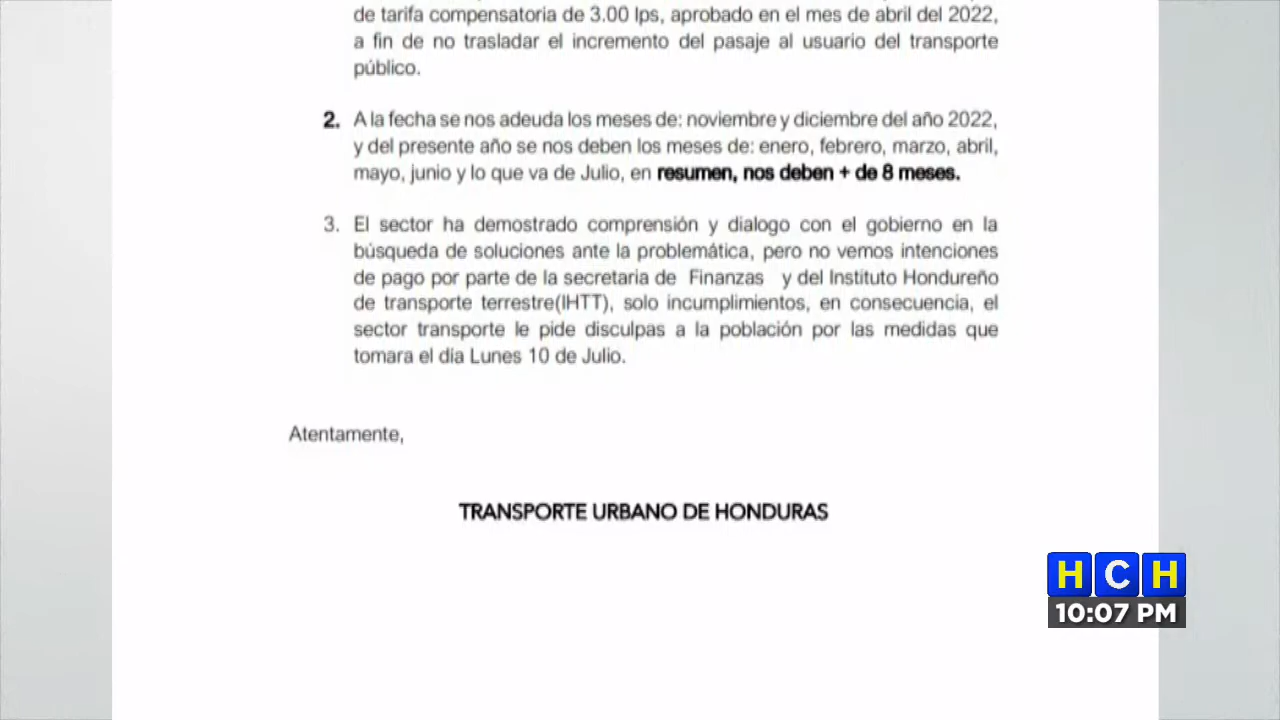 de tarifa compensatoria de 3.00 lps, aprobado en el mes de abril del 2022,
a fin de no trasladar el incremento del pasaje al usuario del transporte
público.
2. A la fecha se nos adeuda los meses de: noviembre y diciembre del año 2022,
y del presente año se nos deben los meses de: enero, febrero, marzo, abril,
mayo, junio y lo que va de Julio, en resumen, nos deben + de 8 meses.
3. El sector ha demostrado comprensión y dialogo con el gobierno en la
búsqueda de soluciones ante la problemática, pero no vemos intenciones
de pago por parte de la secretaria de Finanzas y del Instituto Hondureño
de transporte terrestre(IHTT), solo incumplimientos, en consecuencia, el
sector transporte le pide disculpas a la población por las medidas que
tomara el dia Lunes 10 de Julio.
Atentamente,
TRANSPORTE URBANO DE HONDURAS
HCH
10:07 PM